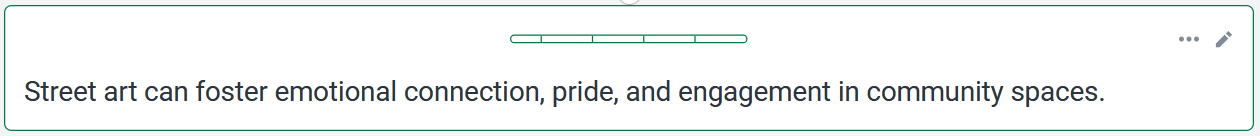 Street art can foster emotional connection, pride, and engagement in community spaces.